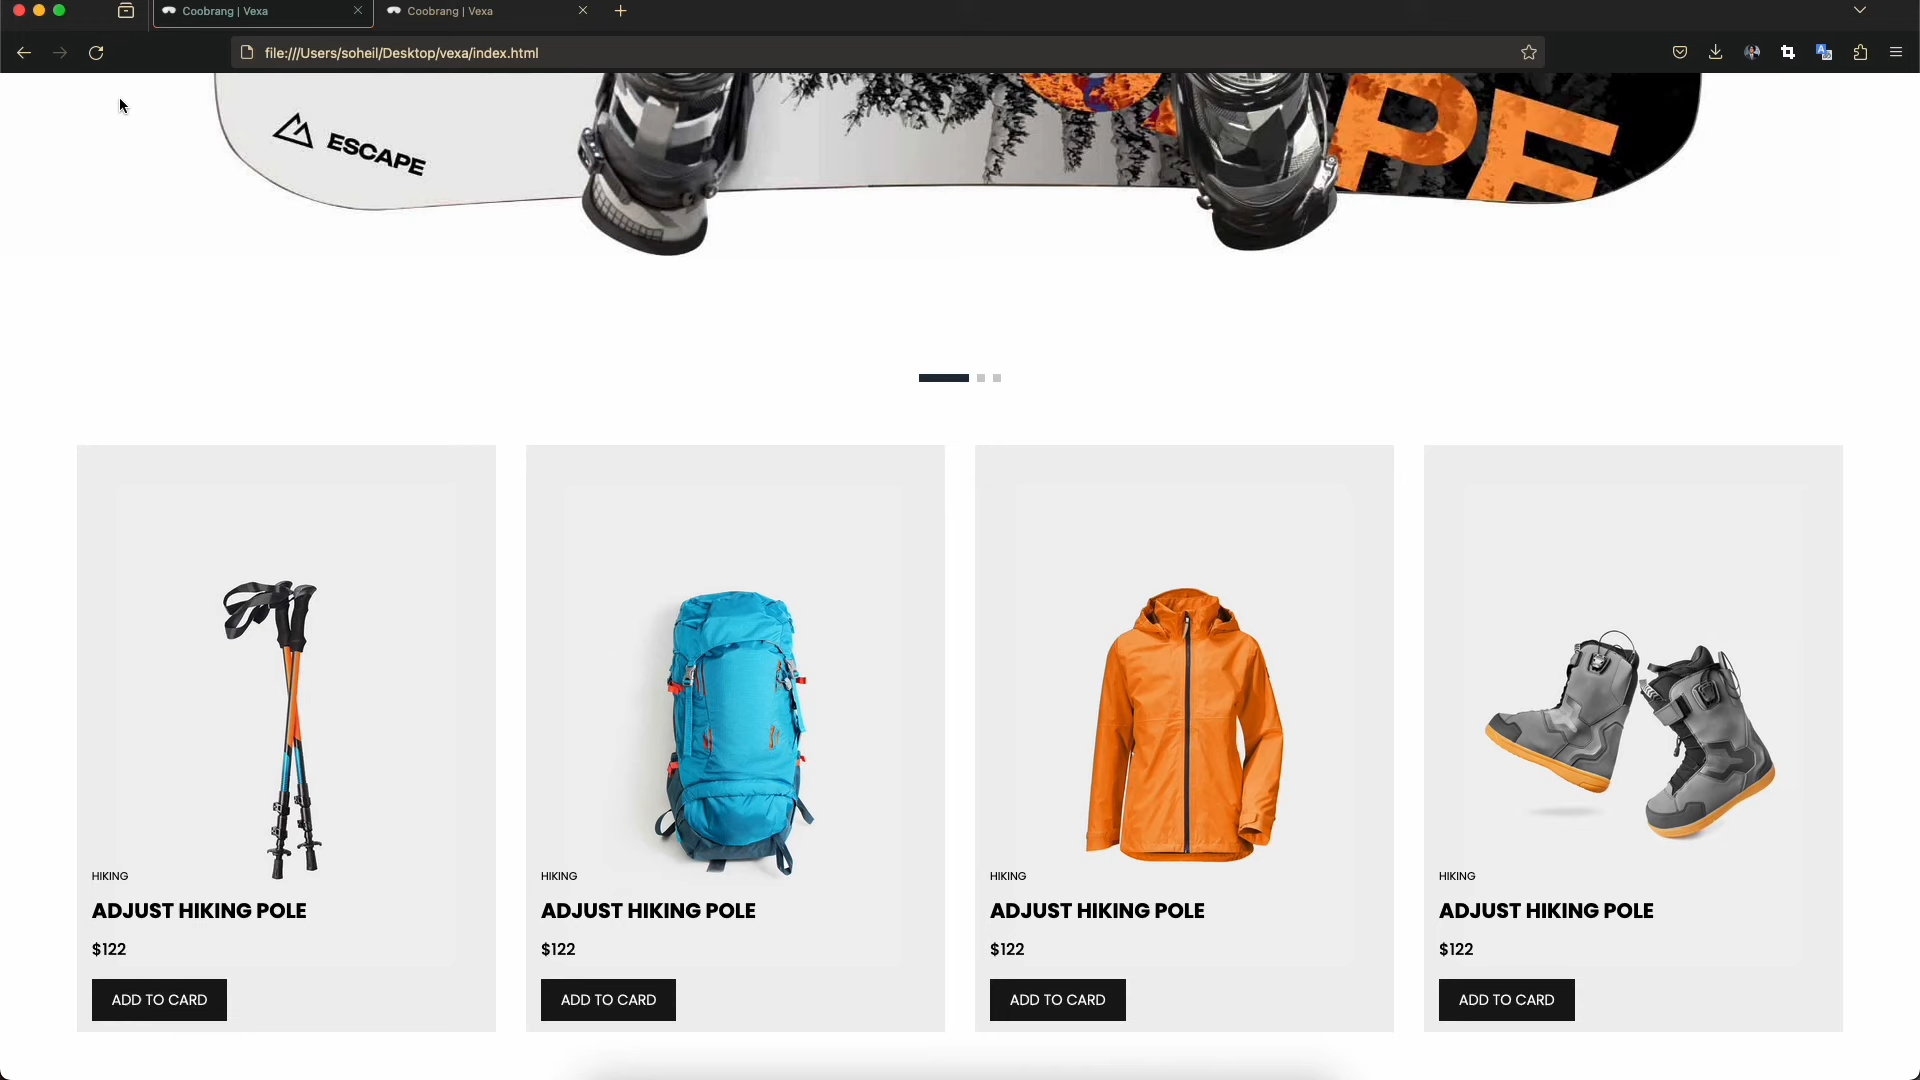 Coobrang | Vexa
Coobrang | Vexa
file:///Users/soheil/Desktop/vexa/index.html
ESCAPE
PE
HIKING
ADJUST HIKING POLE
$122
ADD TO CARD
HIKING
ADJUST HIKING POLE
$122
ADD TO CARD
HIKING
ADJUST HIKING POLE
$122
ADD TO CARD
HIKING
ADJUST HIKING POLE
$122
ADD TO CARD